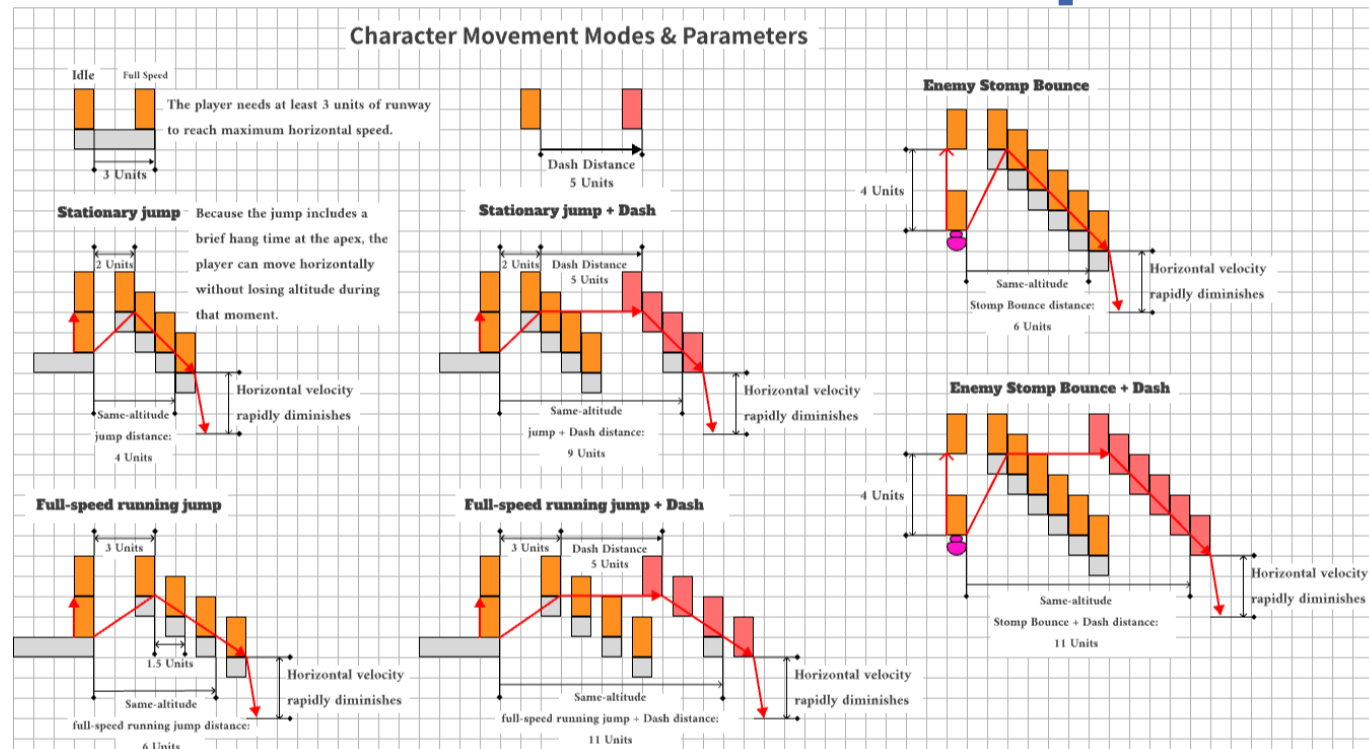 Character Movement Modes & Parameters
Idle
Full Speed
The player needs at least 3 units of runway
to reach maximum horizontal speed.
3 Units
Dash Distance
5 Units
Enemy Stomp Bounce
4 Units
Same-altitude
Stomp Bounce distance:
6 Units
Horizontal velocity
rapidly diminishes
Stationary jump
Because the jump includes a
brief hang time at the apex, the
player can move horizontally
without losing altitude during
that moment.
2 Units
Horizontal velocity
rapidly diminishes
Same-altitude
jump distance:
4 Units
Stationary jump + Dash
2 Units
Dash Distance
5 Units
Horizontal velocity
rapidly diminishes
Same-altitude
jump + Dash distance:
9 Units
Enemy Stomp Bounce + Dash
4 Units
Horizontal velocity
rapidly diminishes
Same-altitude
Stomp Bounce + Dash distance:
11 Units
Full-speed running jump
3 Units
1.5 Units
Horizontal velocity
rapidly diminishes
Same-altitude
full-speed running jump distance:
6 Units
Full-speed running jump + Dash
3 Units
Dash Distance
5 Units
Horizontal velocity
rapidly diminishes
Same-altitude
full-speed running jump + Dash distance:
11 Units